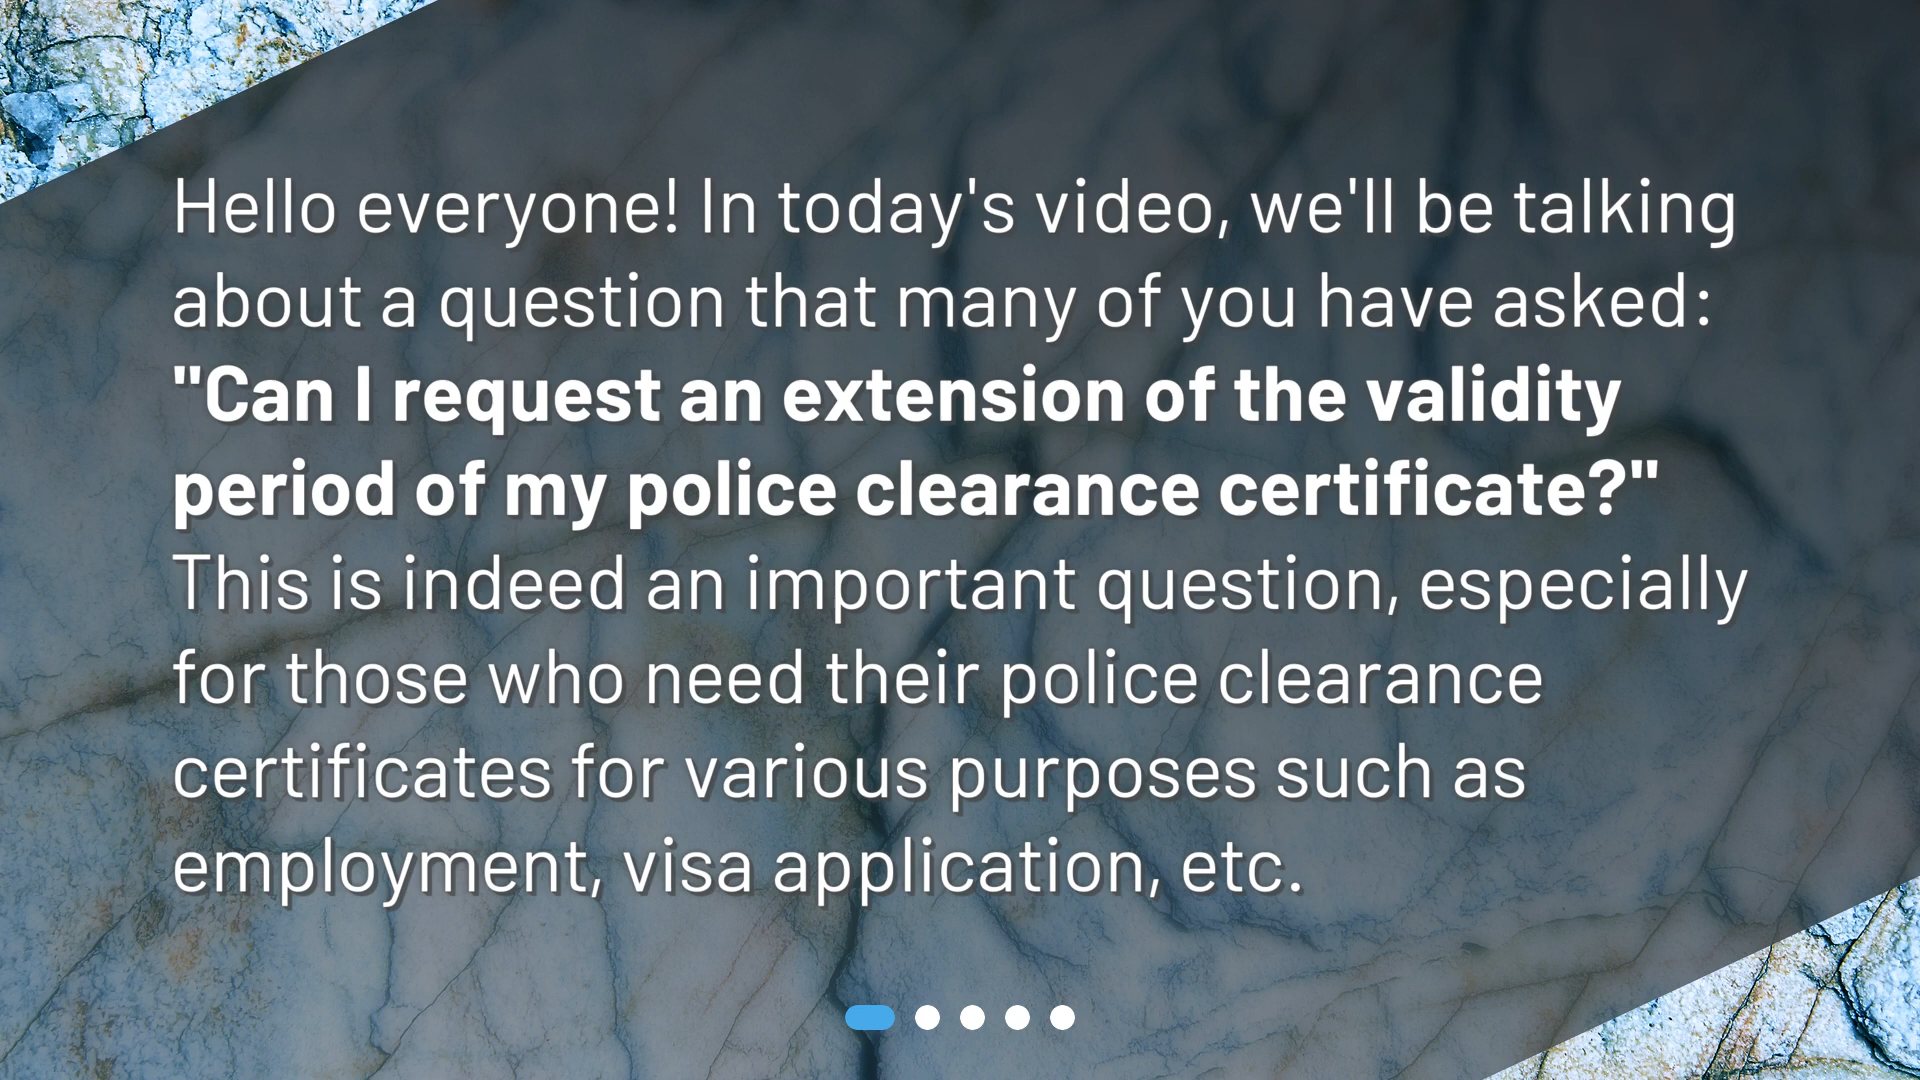 Hello everyone! In today's video, we'll be talking
about a question that many of you have asked:
"Can I request an extension of the validity
period of my police clearance certificate?"
This is indeed an important question, especially
for those who need their police clearance
certificates for various purposes such as
employment, visa application, etc.